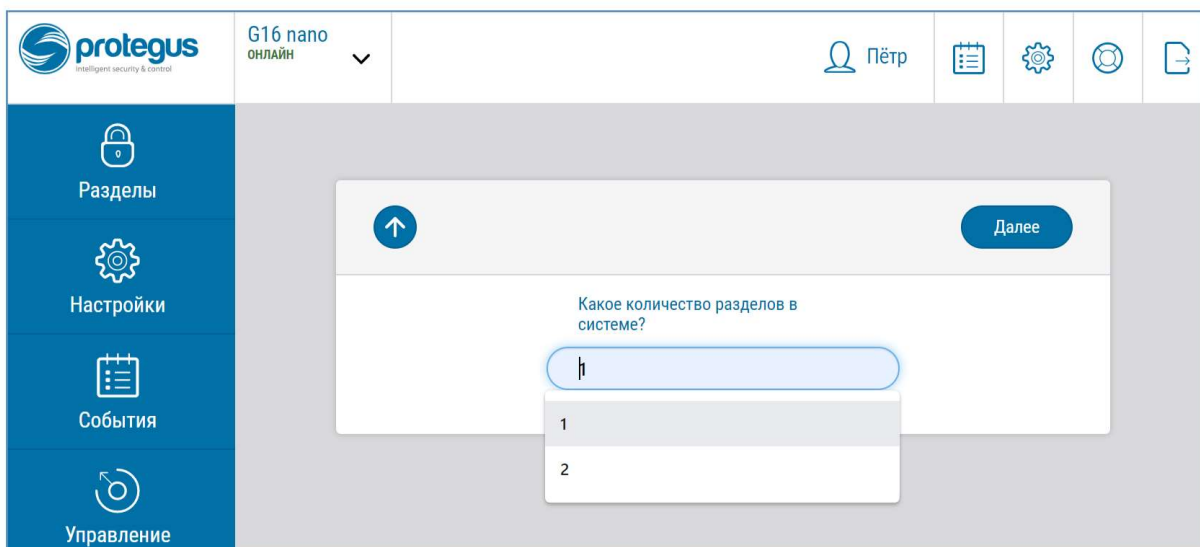 protegus
intelligent security & control
G16 nano
ОНЛАЙН
Пётр
Разделы
Настройки
События
Управление
Далее
Какое количество разделов в
системе?
1
1
2